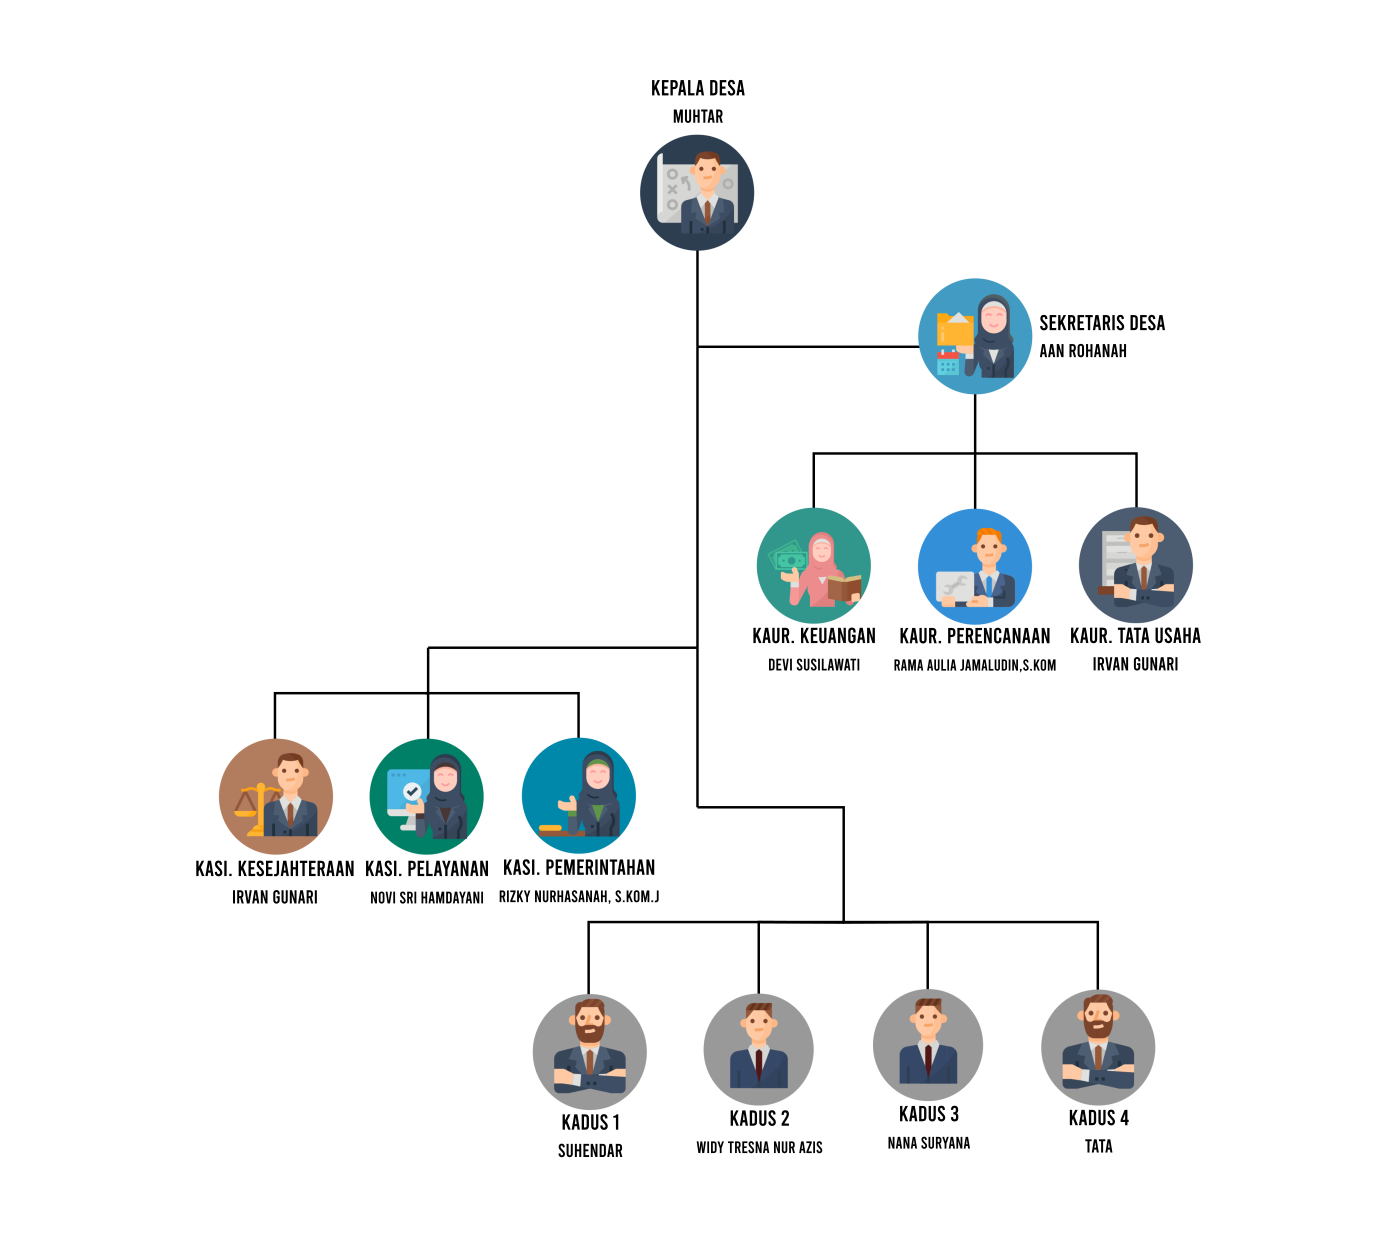 KEPALA DESA
MUHTAR
SEKRETARIS DESA
AAN ROHANAH
KAUR. KEUANGAN
DEVI SUSILAWATI
KAUR. PERENCANAAN
RAMA AULIA JAMALUDIN,S.KOM
KAUR. TATA USAHA
IRVAN GUNARI
KASI. KESEJAHTERAAN
IRVAN GUNARI
KASI. PELAYANAN
NOVI SRI HAMDAYANI
KASI. PEMERINTAHAN
RIZKY NURHASANAH, S.KOM.J
KADUS 1
SUHENDAR
KADUS 2
WIDY TRESNA NUR AZIS
KADUS 3
NANA SURYANA
KADUS 4
TATA